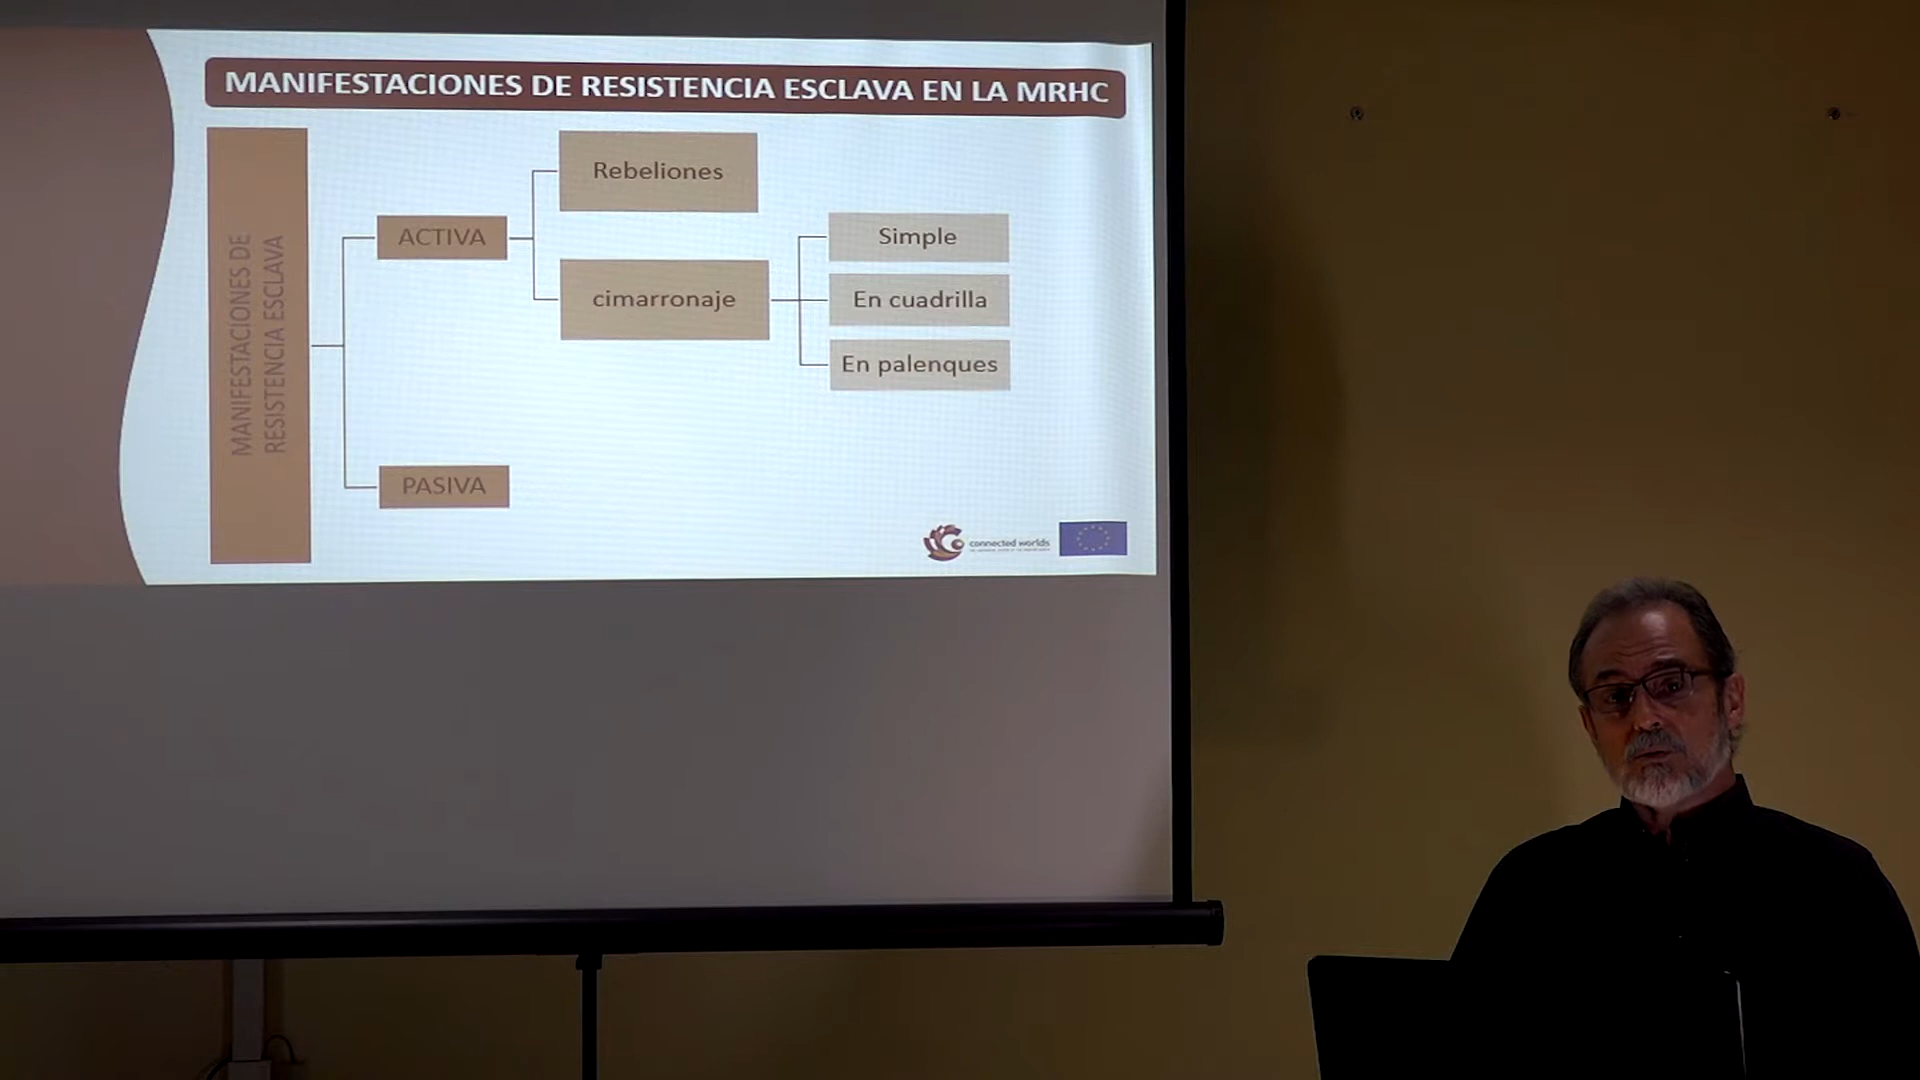 MANIFESTACIONES DE RESISTENCIA ESCLAVA EN LA MRHC
MANIFESTACIONES DE
RESISTENCIA ESCLAVA
ACTIVA
PASIVA
Rebeliones
cimarronaje
Simple
En cuadrilla
En palenques
connected worlds